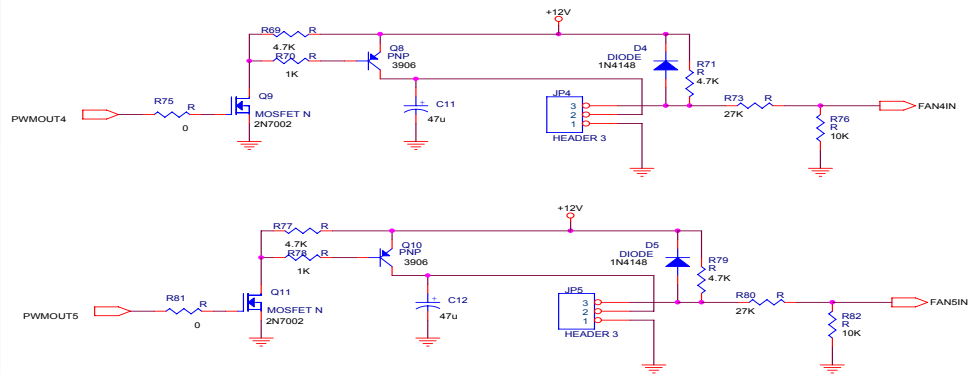 +12V
R69 R
4.7K
R70 R
1K
Q8
PNP
3906
D4
DIODE
1N4148
R71
R
4.7K
Q9
MOSFET N
2N7002
R75 R
0
PWMOUT4
C11
47u
JP4
3
2
1
HEADER 3
R73 R
27K
FAN4IN
R76
R
10K
+12V
R77 R
4.7K
R78 R
1K
Q10
PNP
3906
D5
DIODE
1N4148
R79
R
4.7K
Q11
MOSFET N
2N7002
R81 R
0
PWMOUT5
C12
47u
JP5
3
2
1
HEADER 3
R80 R
27K
FAN5IN
R82
R
10K